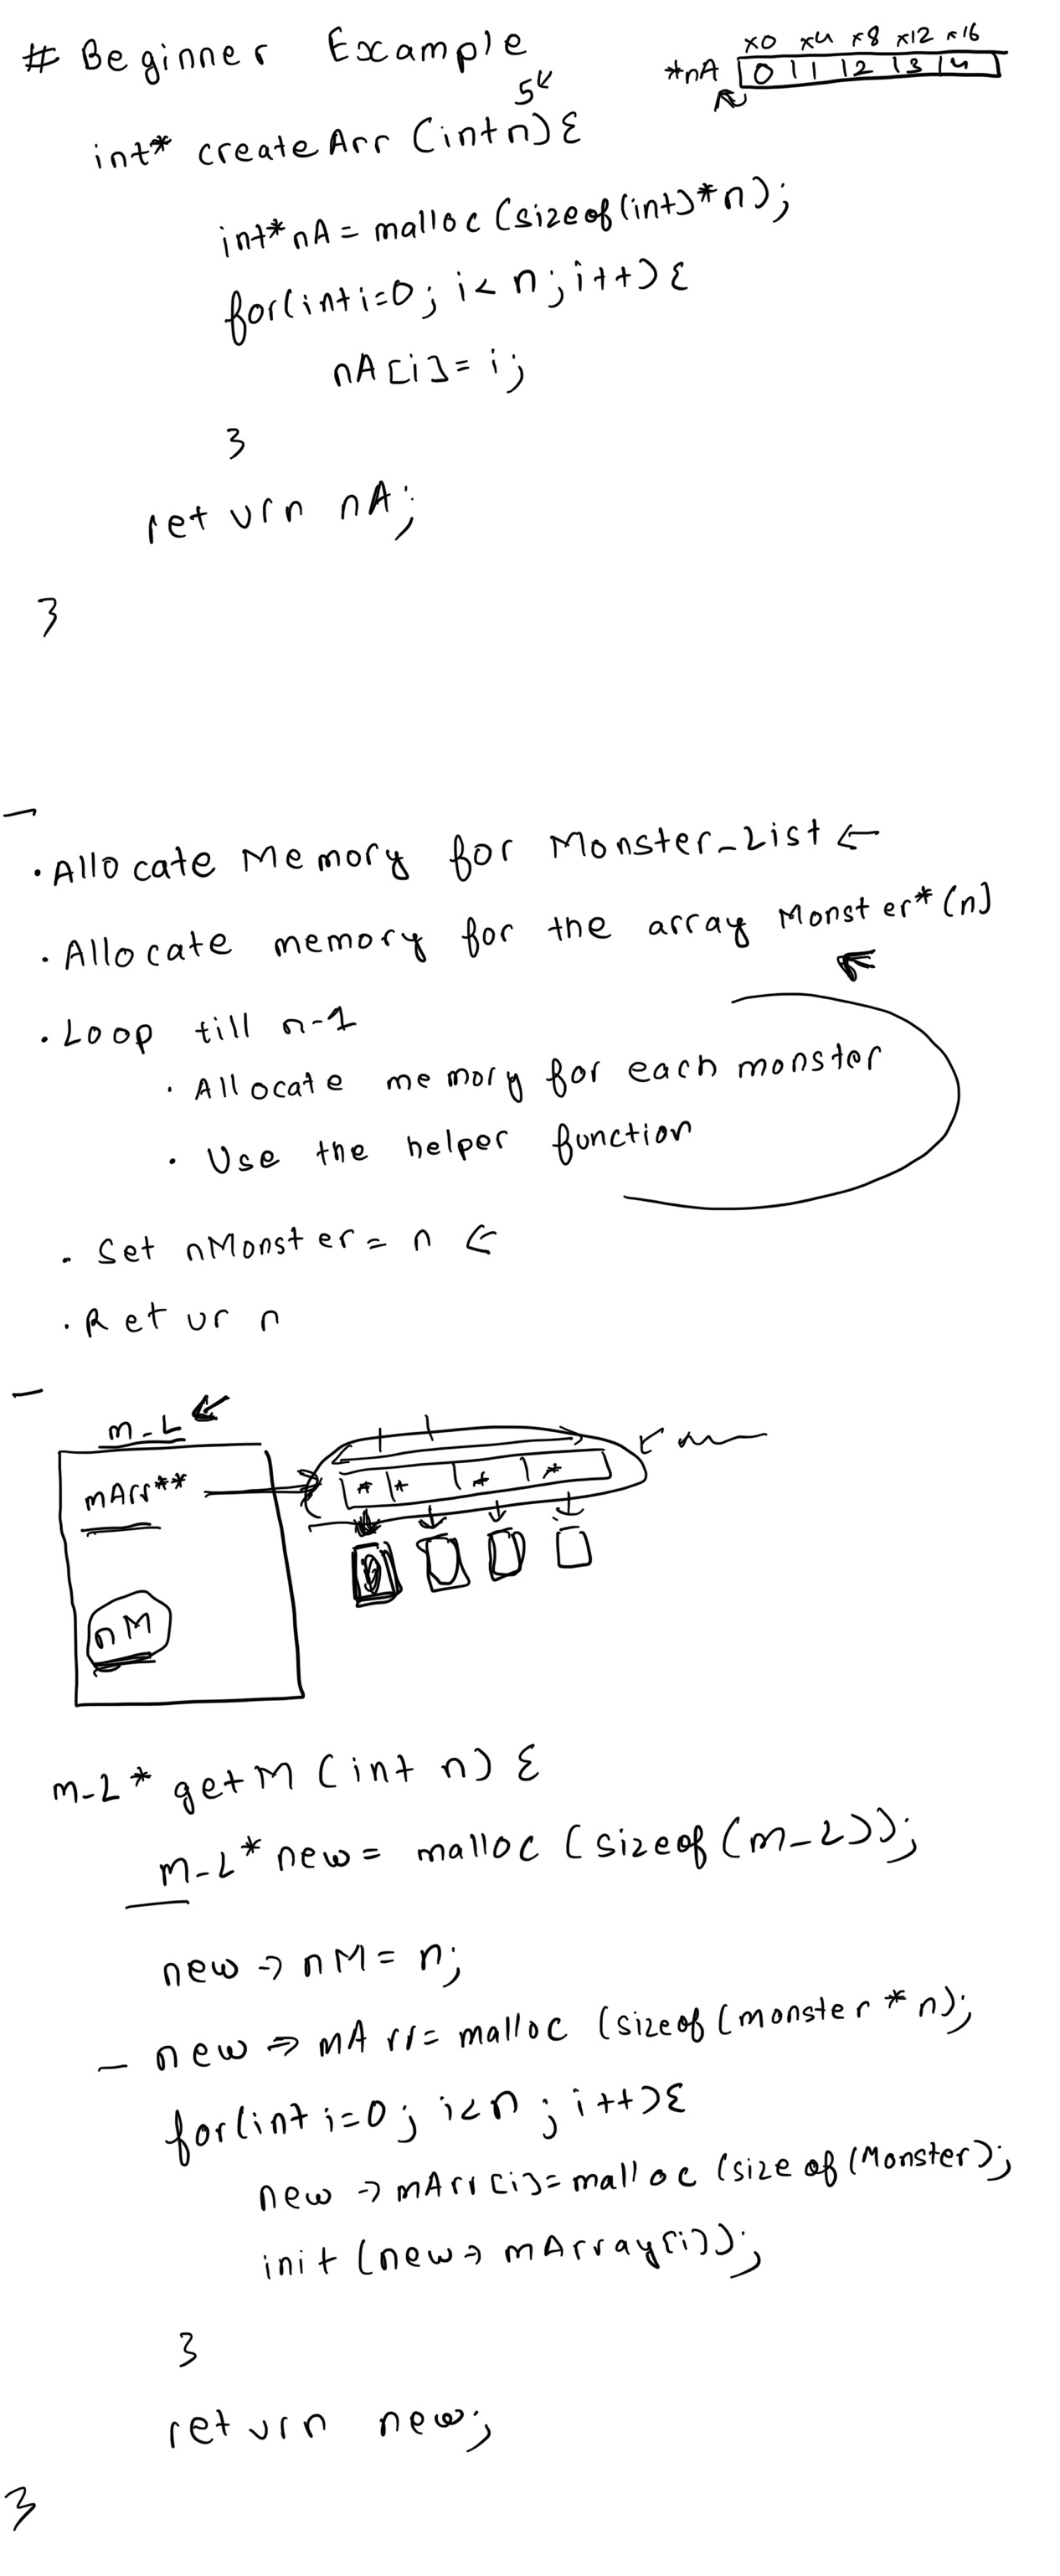 # Beginner Example
x0 x4 x8 x12 x16
*nA 0 | 1 | 2 | 3 | 4
5
int* createArr (int n) {
int* nA = malloc (sizeof(int)*n);
for(int i=0; i< n; i++) {
nA[i]= i;
}
return nA;
}
• Allocate Memory for Monster_List ←
• Allocate memory for the array Monster* (n)
• Loop till n-1
• Allocate memory for each monster
• Use the helper function
• Set nMonster = n ←
• Return
m_L
mArr**
* * * *
nM
m_L* getM (int n) {
m_L* new = malloc (sizeof(m_L));
new → nM = n;
new → mArr= malloc (sizeof(monster * n);
for(int i=0; i<n; i++){
new → mArr[i]= malloc (sizeof(Monster);
init (new → mArray[i]);
}
return new;
}